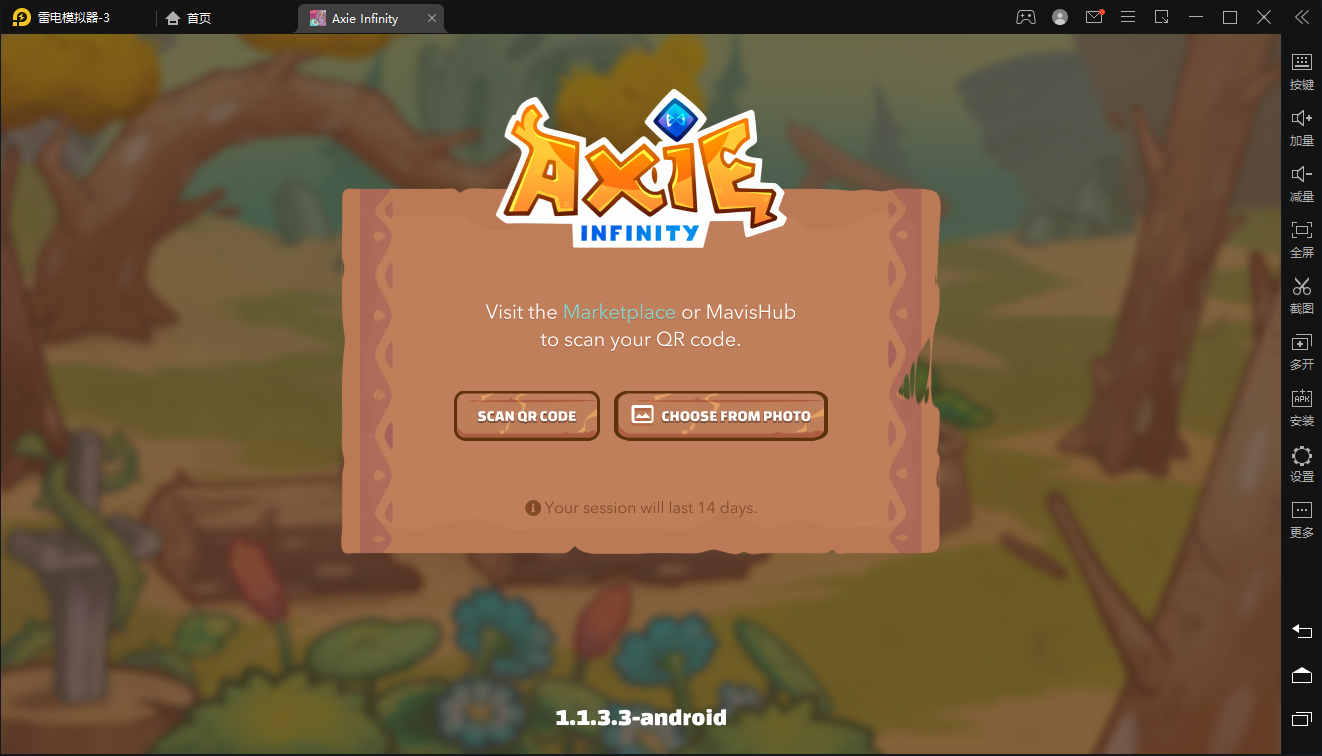 雷电模拟器-3
首页
Axie Infinity
按键
加量
减量
全屏
截图
多开
APK
安装
设置
更多
AXIE
INFINITY
Visit the Marketplace or MavisHub
to scan your QR code.
SCAN QR CODE
CHOOSE FROM PHOTO
Your session will last 14 days.
1.1.3.3-android